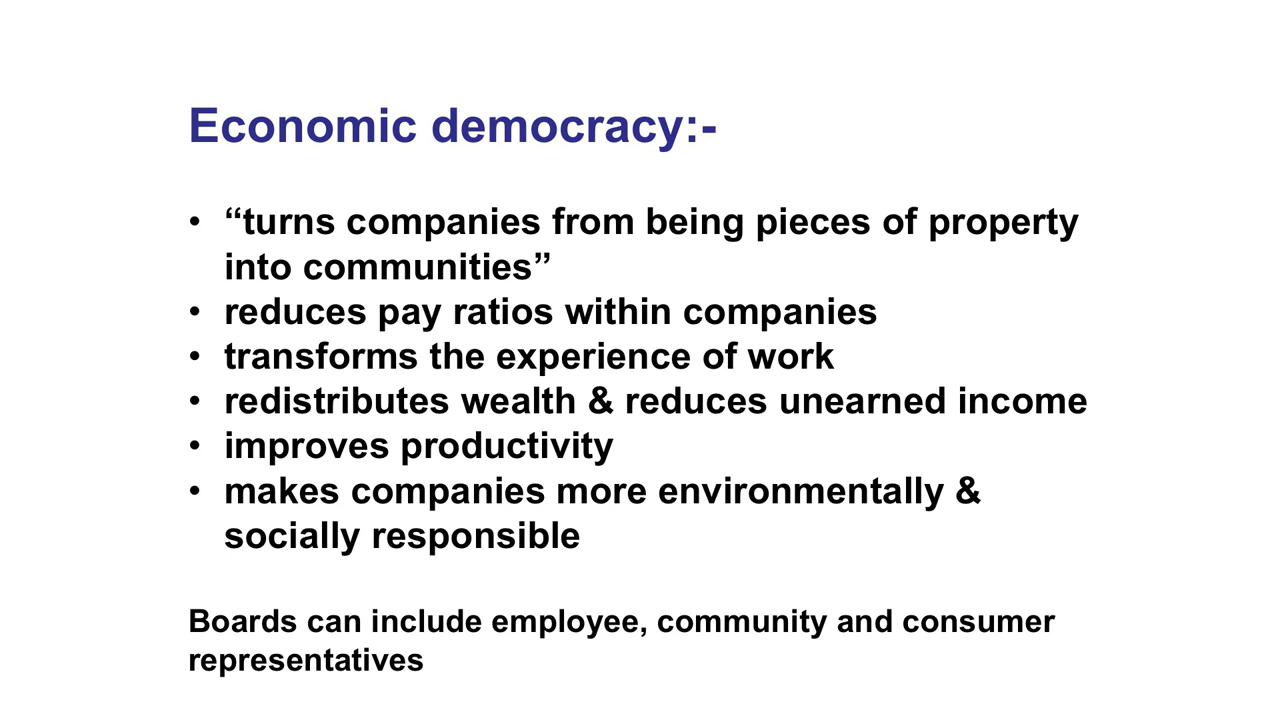 Economic democracy:-
• “turns companies from being pieces of property
into communities”
• reduces pay ratios within companies
• transforms the experience of work
• redistributes wealth & reduces unearned income
• improves productivity
• makes companies more environmentally &
socially responsible
Boards can include employee, community and consumer
representatives